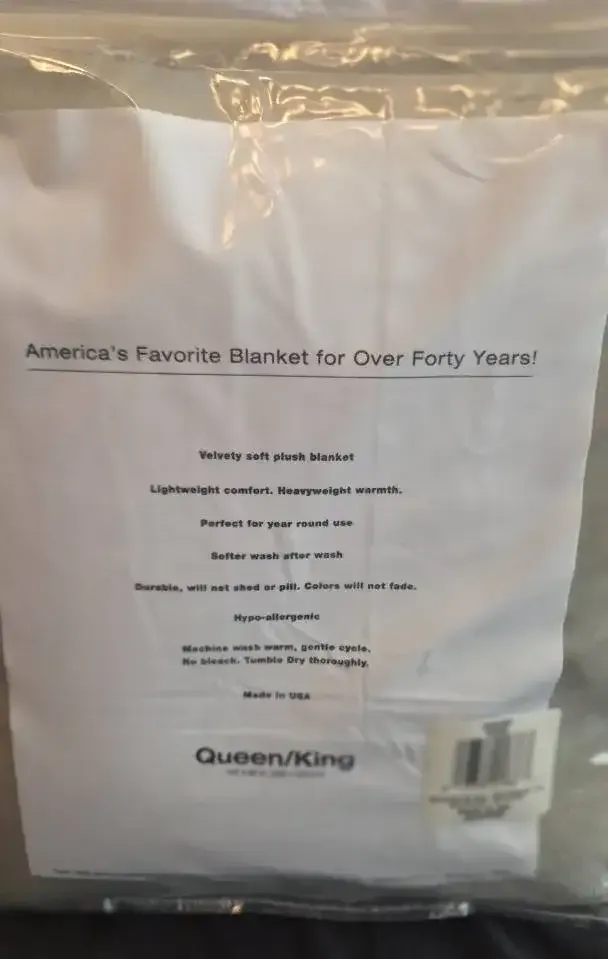 America's Favorite Blanket for Over Forty Years!
Velvety soft plush blanket
Lightweight comfort. Heavyweight warmth.
Perfect for year round use
Softer wash after wash
Durable, will not shed or pill. Colors will not fade.
Hypo-allergenic
Machine wash warm, gentle cycle.
No bleach. Tumble Dry thoroughly.
Made in USA
Queen/King